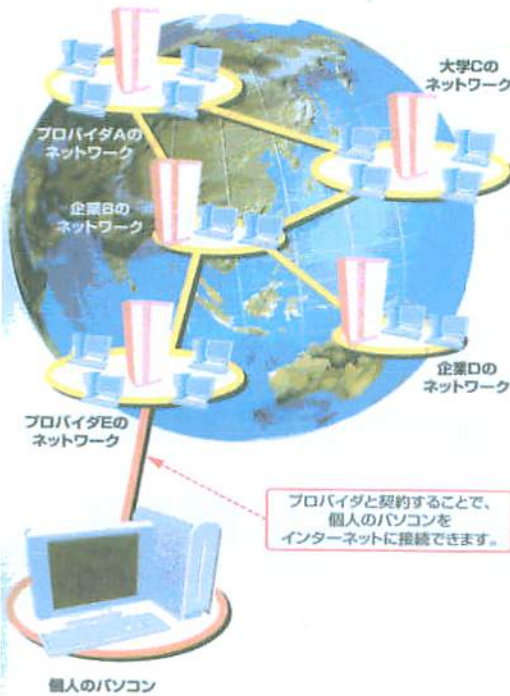 大学Cの
ネットワーク
プロバイダAの
ネットワーク
企業Bの
ネットワーク
企業Dの
ネットワーク
プロバイダEの
ネットワーク
プロバイダと契約することで、
個人のパソコンを
インターネットに接続できます。
個人のパソコン